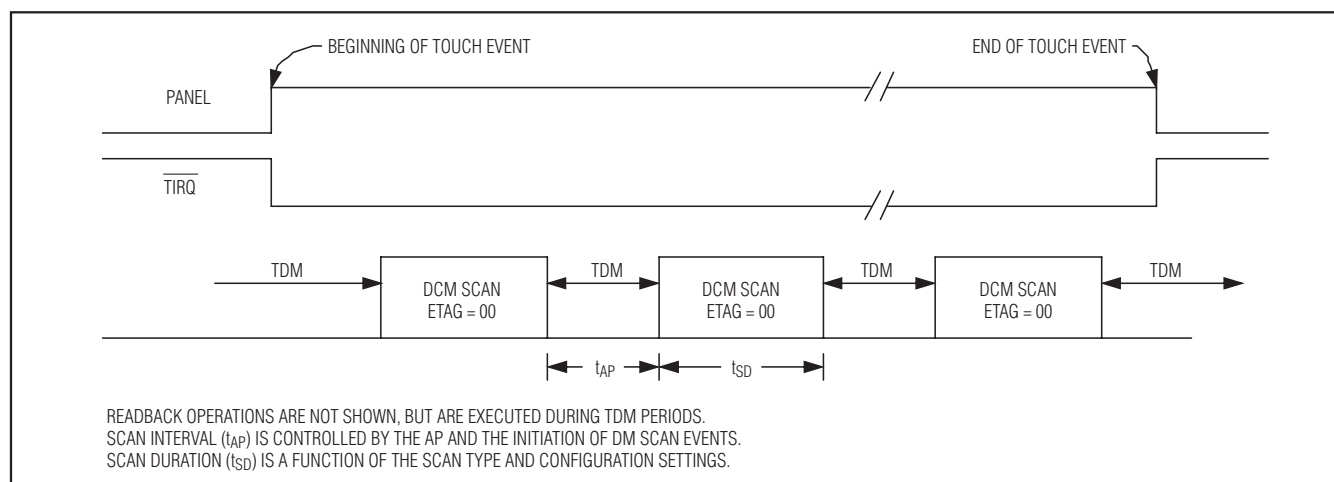 BEGINNING OF TOUCH EVENT
END OF TOUCH EVENT
PANEL
TIRQ
TDM
DCM SCAN
ETAG = 00
TDM
DCM SCAN
ETAG = 00
TDM
DCM SCAN
ETAG = 00
TDM
tAP
tSD
READBACK OPERATIONS ARE NOT SHOWN, BUT ARE EXECUTED DURING TDM PERIODS.
SCAN INTERVAL (tAP) IS CONTROLLED BY THE AP AND THE INITIATION OF DM SCAN EVENTS.
SCAN DURATION (tSD) IS A FUNCTION OF THE SCAN TYPE AND CONFIGURATION SETTINGS.